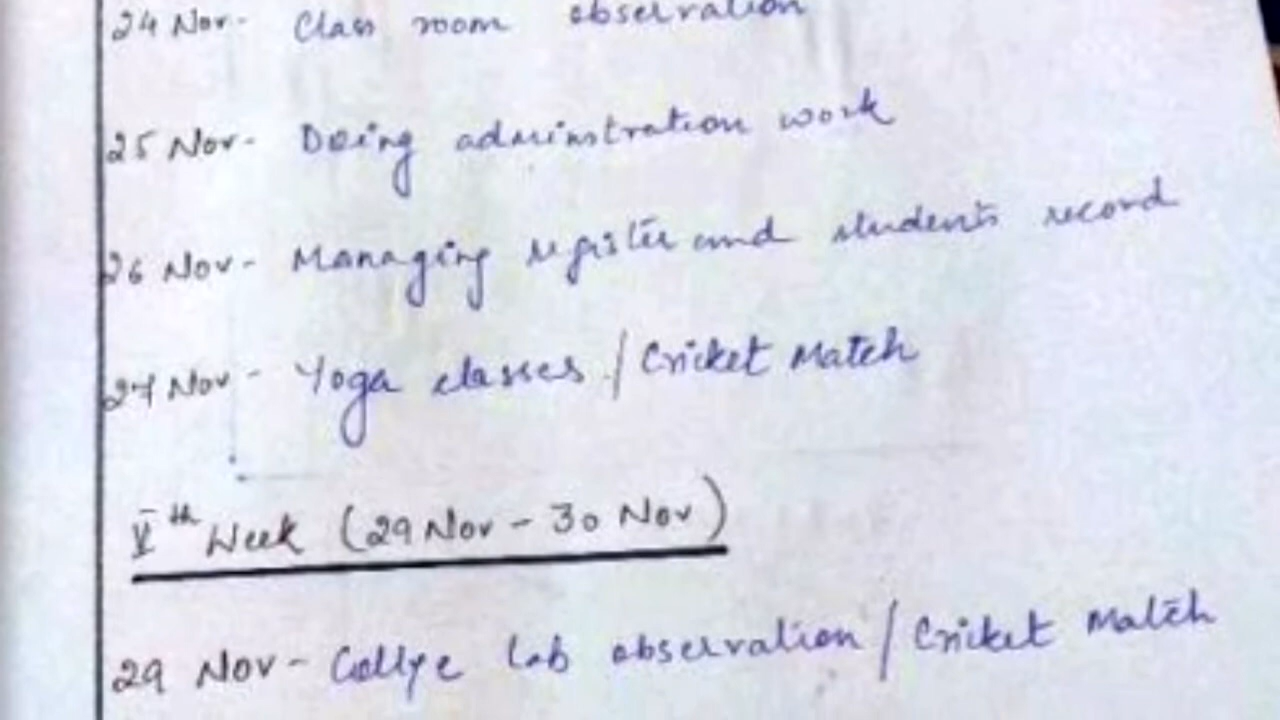 24 Nov- Class room observation
25 Nov- Doing adminstration work
26 Nov- Managing register and students record
27 Nov- Yoga classes / Cricket Match
Vth Week (29 Nov - 30 Nov)
29 Nov- College lab observation / Cricket Match